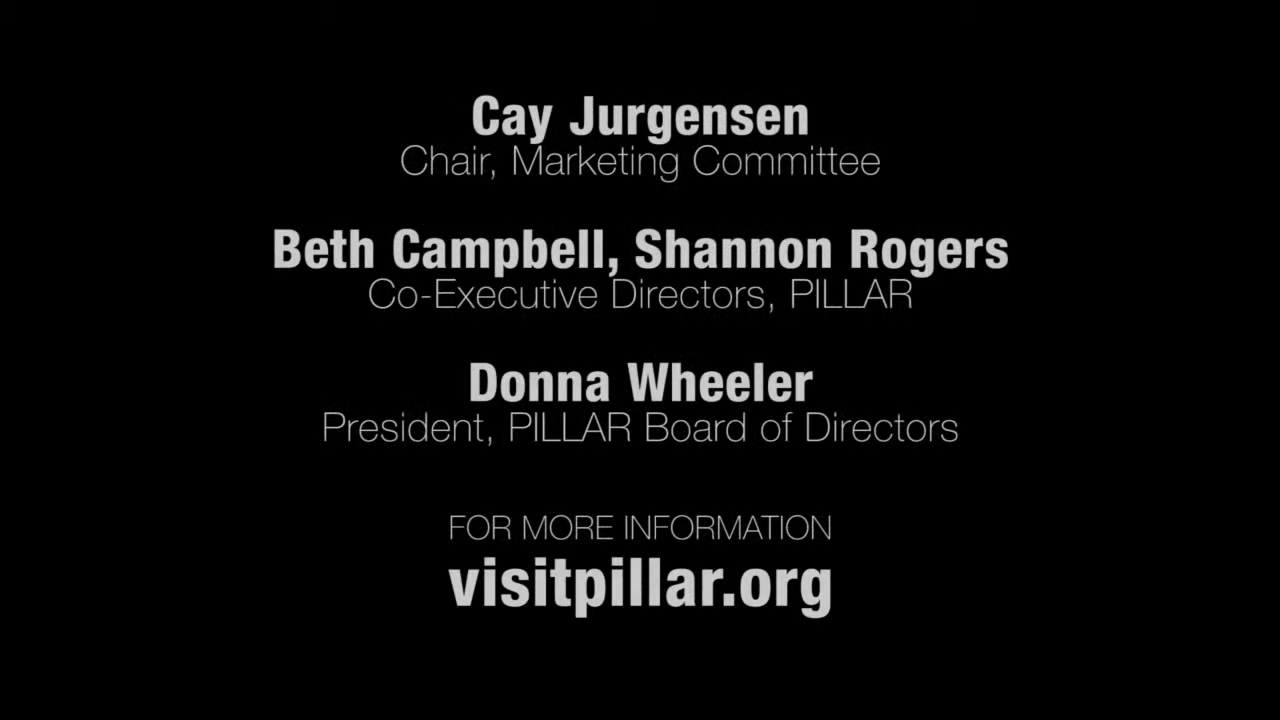 Cay Jurgensen
Chair, Marketing Committee
Beth Campbell, Shannon Rogers
Co-Executive Directors, PILLAR
Donna Wheeler
President, PILLAR Board of Directors
FOR MORE INFORMATION
visitpillar.org